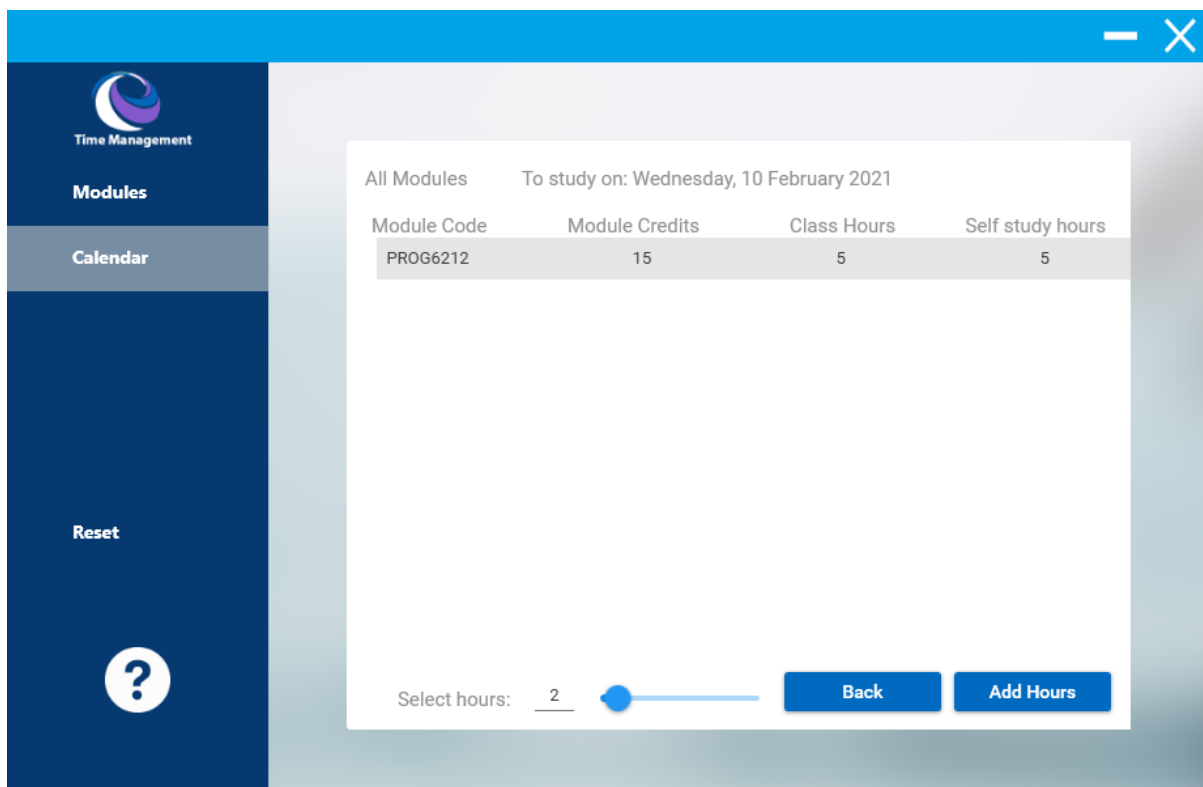 Time Management
Modules
Calendar
Reset
?
All Modules To study on: Wednesday, 10 February 2021
Module Code Module Credits Class Hours Self study hours
PROG6212 15 5 5
Select hours: 2 Back Add Hours